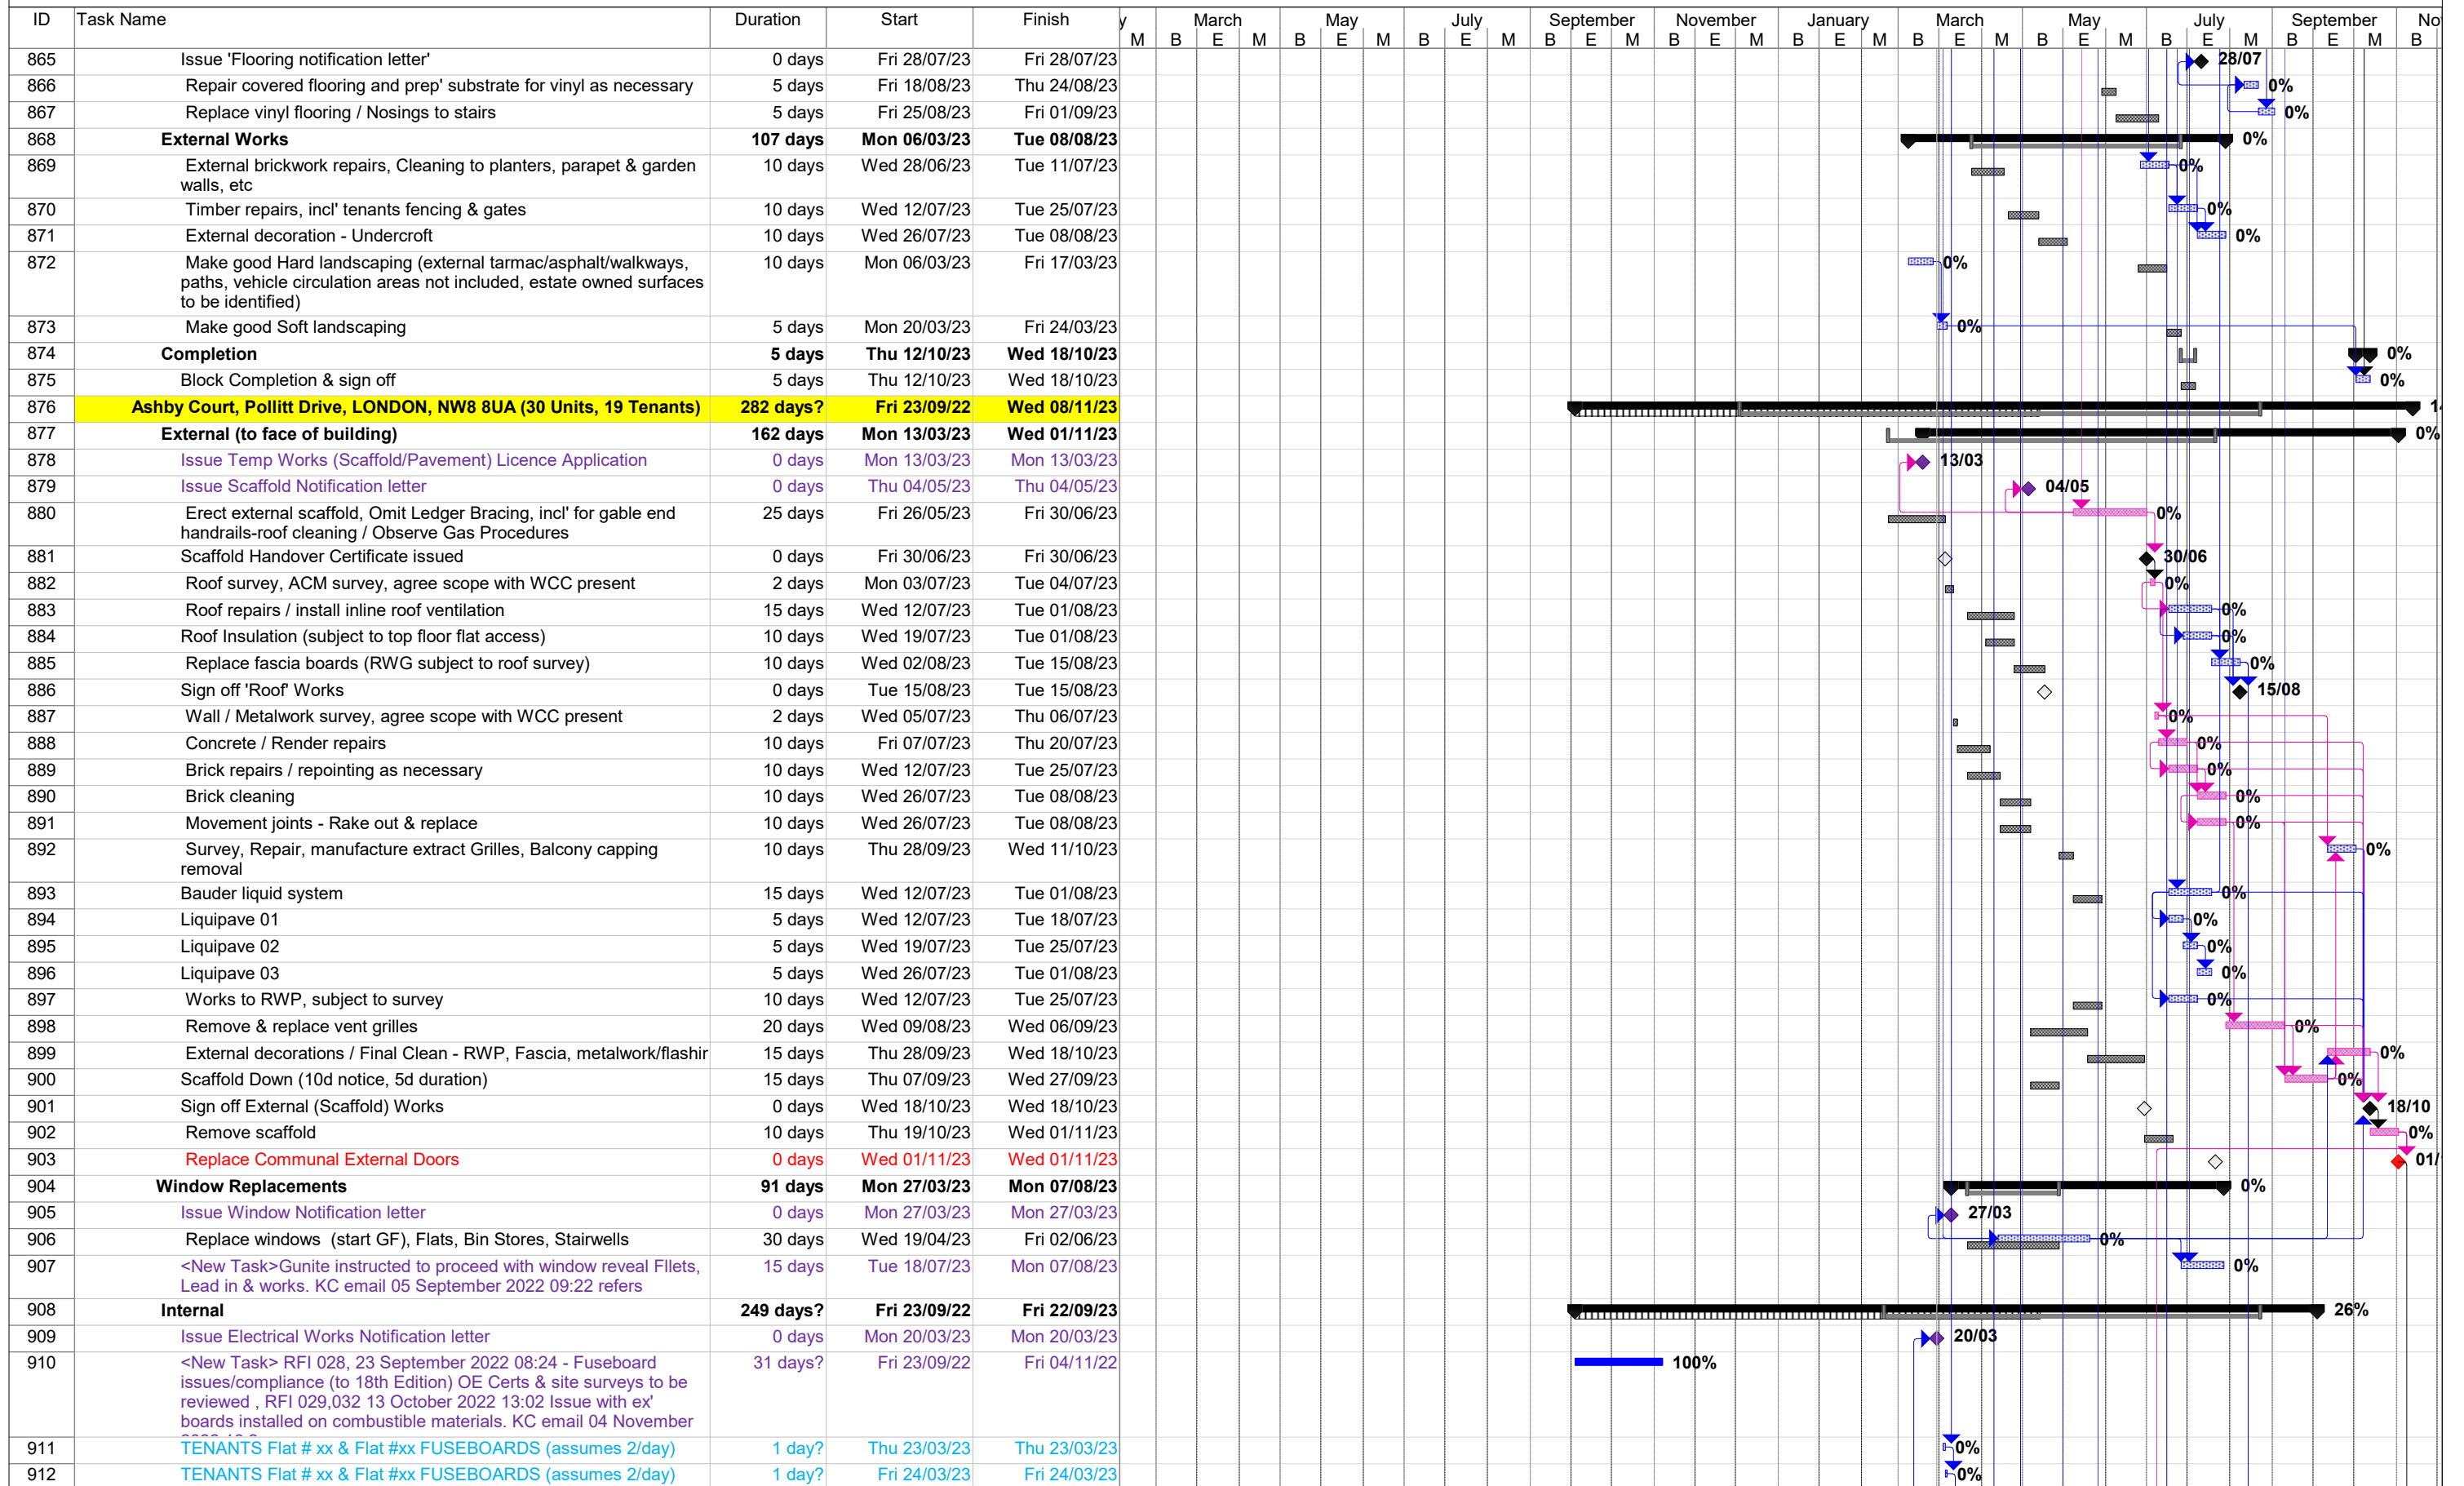 ID Task Name Duration Start Finish
March May July September November January March May July September
M B E M B E M B E M B E M B E M B E M B E M B E M B E M B E M B
865 Issue 'Flooring notification letter' 0 days Fri 28/07/23 Fri 28/07/23 28/07
866 Repair covered flooring and prep' substrate for vinyl as necessary 5 days Fri 18/08/23 Thu 24/08/23 0%
867 Replace vinyl flooring / Nosings to stairs 5 days Fri 25/08/23 Fri 01/09/23 0%
868 External Works 107 days Mon 06/03/23 Tue 08/08/23 0%
869 External brickwork repairs, Cleaning to planters, parapet & garden 10 days Wed 28/06/23 Tue 11/07/23 0%
walls, etc
870 Timber repairs, incl' tenants fencing & gates 10 days Wed 12/07/23 Tue 25/07/23 0%
871 External decoration - Undercroft 10 days Wed 26/07/23 Tue 08/08/23 0%
872 Make good Hard landscaping (external tarmac/asphalt/walkways, 10 days Mon 06/03/23 Fri 17/03/23 0%
paths, vehicle circulation areas not included, estate owned surfaces
to be identified)
873 Make good Soft landscaping 5 days Mon 20/03/23 Fri 24/03/23 0%
874 Completion 5 days Thu 12/10/23 Wed 18/10/23 0%
875 Block Completion & sign off 5 days Thu 12/10/23 Wed 18/10/23 0%
876 Ashby Court, Pollitt Drive, LONDON, NW8 8UA (30 Units, 19 Tenants) 282 days? Fri 23/09/22 Wed 08/11/23
877 External (to face of building) 162 days Mon 13/03/23 Wed 01/11/23 0%
878 Issue Temp Works (Scaffold/Pavement) Licence Application 0 days Mon 13/03/23 Mon 13/03/23 13/03
879 Issue Scaffold Notification letter 0 days Thu 04/05/23 Thu 04/05/23 04/05
880 Erect external scaffold, Omit Ledger Bracing, incl' for gable end 25 days Fri 26/05/23 Fri 30/06/23 0%
handrails-roof cleaning / Observe Gas Procedures
881 Scaffold Handover Certificate issued 0 days Fri 30/06/23 Fri 30/06/23 30/06
882 Roof survey, ACM survey, agree scope with WCC present 2 days Mon 03/07/23 Tue 04/07/23 0%
883 Roof repairs / install inline roof ventilation 15 days Wed 12/07/23 Tue 01/08/23 0%
884 Roof Insulation (subject to top floor flat access) 10 days Wed 19/07/23 Tue 01/08/23 0%
885 Replace fascia boards (RWG subject to roof survey) 10 days Wed 02/08/23 Tue 15/08/23 0%
886 Sign off 'Roof' Works 0 days Tue 15/08/23 Tue 15/08/23 15/08
887 Wall / Metalwork survey, agree scope with WCC present 2 days Wed 05/07/23 Thu 06/07/23 0%
888 Concrete / Render repairs 10 days Fri 07/07/23 Thu 20/07/23 0%
889 Brick repairs / repointing as necessary 10 days Wed 12/07/23 Tue 25/07/23 0%
890 Brick cleaning 10 days Wed 26/07/23 Tue 08/08/23 0%
891 Movement joints - Rake out & replace 10 days Wed 26/07/23 Tue 08/08/23 0%
892 Survey, Repair, manufacture extract Grilles, Balcony capping 10 days Thu 28/09/23 Wed 11/10/23 0%
removal
893 Bauder liquid system 15 days Wed 12/07/23 Tue 01/08/23 0%
894 Liquipave 01 5 days Wed 12/07/23 Tue 18/07/23 0%
895 Liquipave 02 5 days Wed 19/07/23 Tue 25/07/23 0%
896 Liquipave 03 5 days Wed 26/07/23 Tue 01/08/23 0%
897 Works to RWP, subject to survey 10 days Wed 12/07/23 Tue 25/07/23 0%
898 Remove & replace vent grilles 20 days Wed 09/08/23 Wed 06/09/23 0%
899 External decorations / Final Clean - RWP, Fascia, metalwork/flashir 15 days Thu 28/09/23 Wed 18/10/23 0%
900 Scaffold Down (10d notice, 5d duration) 15 days Thu 07/09/23 Wed 27/09/23 0%
901 Sign off External (Scaffold) Works 0 days Wed 18/10/23 Wed 18/10/23 18/10
902 Remove scaffold 10 days Thu 19/10/23 Wed 01/11/23 0%
903 Replace Communal External Doors 0 days Wed 01/11/23 Wed 01/11/23 01/
904 Window Replacements 91 days Mon 27/03/23 Mon 07/08/23 0%
905 Issue Window Notification letter 0 days Mon 27/03/23 Mon 27/03/23 27/03
906 Replace windows (start GF), Flats, Bin Stores, Stairwells 30 days Wed 19/04/23 Fri 02/06/23 0%
907 <New Task>Gunite instructed to proceed with window reveal FIlets, 15 days Tue 18/07/23 Mon 07/08/23 0%
Lead in & works. KC email 05 September 2022 09:22 refers
908 Internal 249 days? Fri 23/09/22 Fri 22/09/23 26%
909 Issue Electrical Works Notification letter 0 days Mon 20/03/23 Mon 20/03/23 20/03
910 <New Task> RFI 028, 23 September 2022 08:24 - Fuseboard 31 days? Fri 23/09/22 Fri 04/11/22 100%
issues/compliance (to 18th Edition) OE Certs & site surveys to be
reviewed , RFI 029,032 13 October 2022 13:02 Issue with ex'
boards installed on combustible materials. KC email 04 November
911 TENANTS Flat # xx & Flat #xx FUSEBOARDS (assumes 2/day) 1 day? Thu 23/03/23 Thu 23/03/23 0%
912 TENANTS Flat # xx & Flat #xx FUSEBOARDS (assumes 2/day) 1 day? Fri 24/03/23 Fri 24/03/23 0%